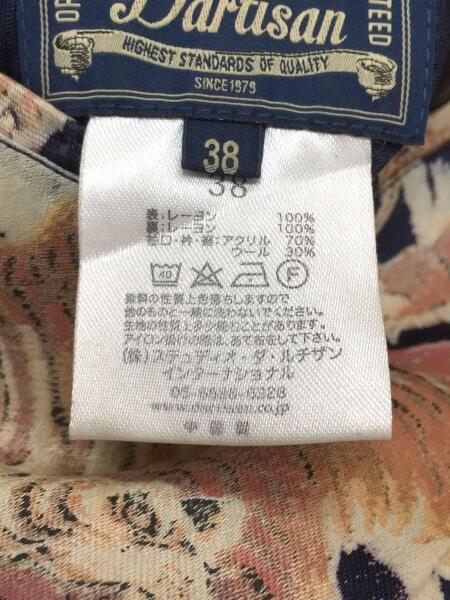 OR
Dartisan
TEED
HIGHEST STANDARDS OF QUALITY
SINCE1979
38
38
表:レーヨン 100%
裏:レーヨン 100%
袖口・衿・裾:アクリル 70%
ウール 30%
40
F
染料の性質上色落ちしますので
他のものと一緒に洗わないでください。
生地の性質上多少縮むことがあります。
アイロン掛けの際は、あて布をして下さい。
(株)ステュディオ・ダ・ルチザン
インターナショナル
www.dartisan.co.jp